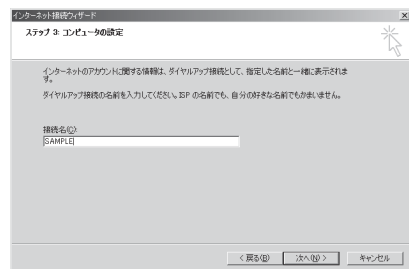 インターネット接続ウィザード
ステップ 3: コンピュータの設定
インターネットのアカウントに関する情報は、ダイヤルアップ接続として、指定した名前と一緒に表示されま
す。
ダイヤルアップ接続の名前を入力してください。ISP の名前でも、自分の好きな名前でもかまいません。
接続名(C):
SAMPLE
< 戻る(B)
次へ(N) >
キャンセル